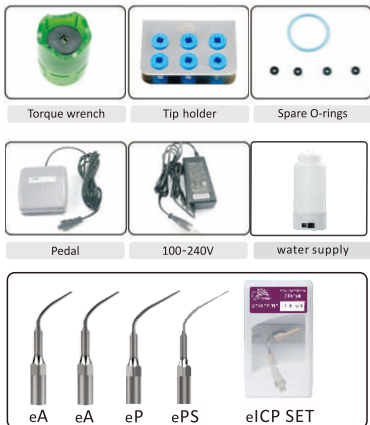 Torque wrench
Tip holder
Spare O-rings
Pedal
100-240V
water supply
eA
eA
eP
ePS
eICP SET